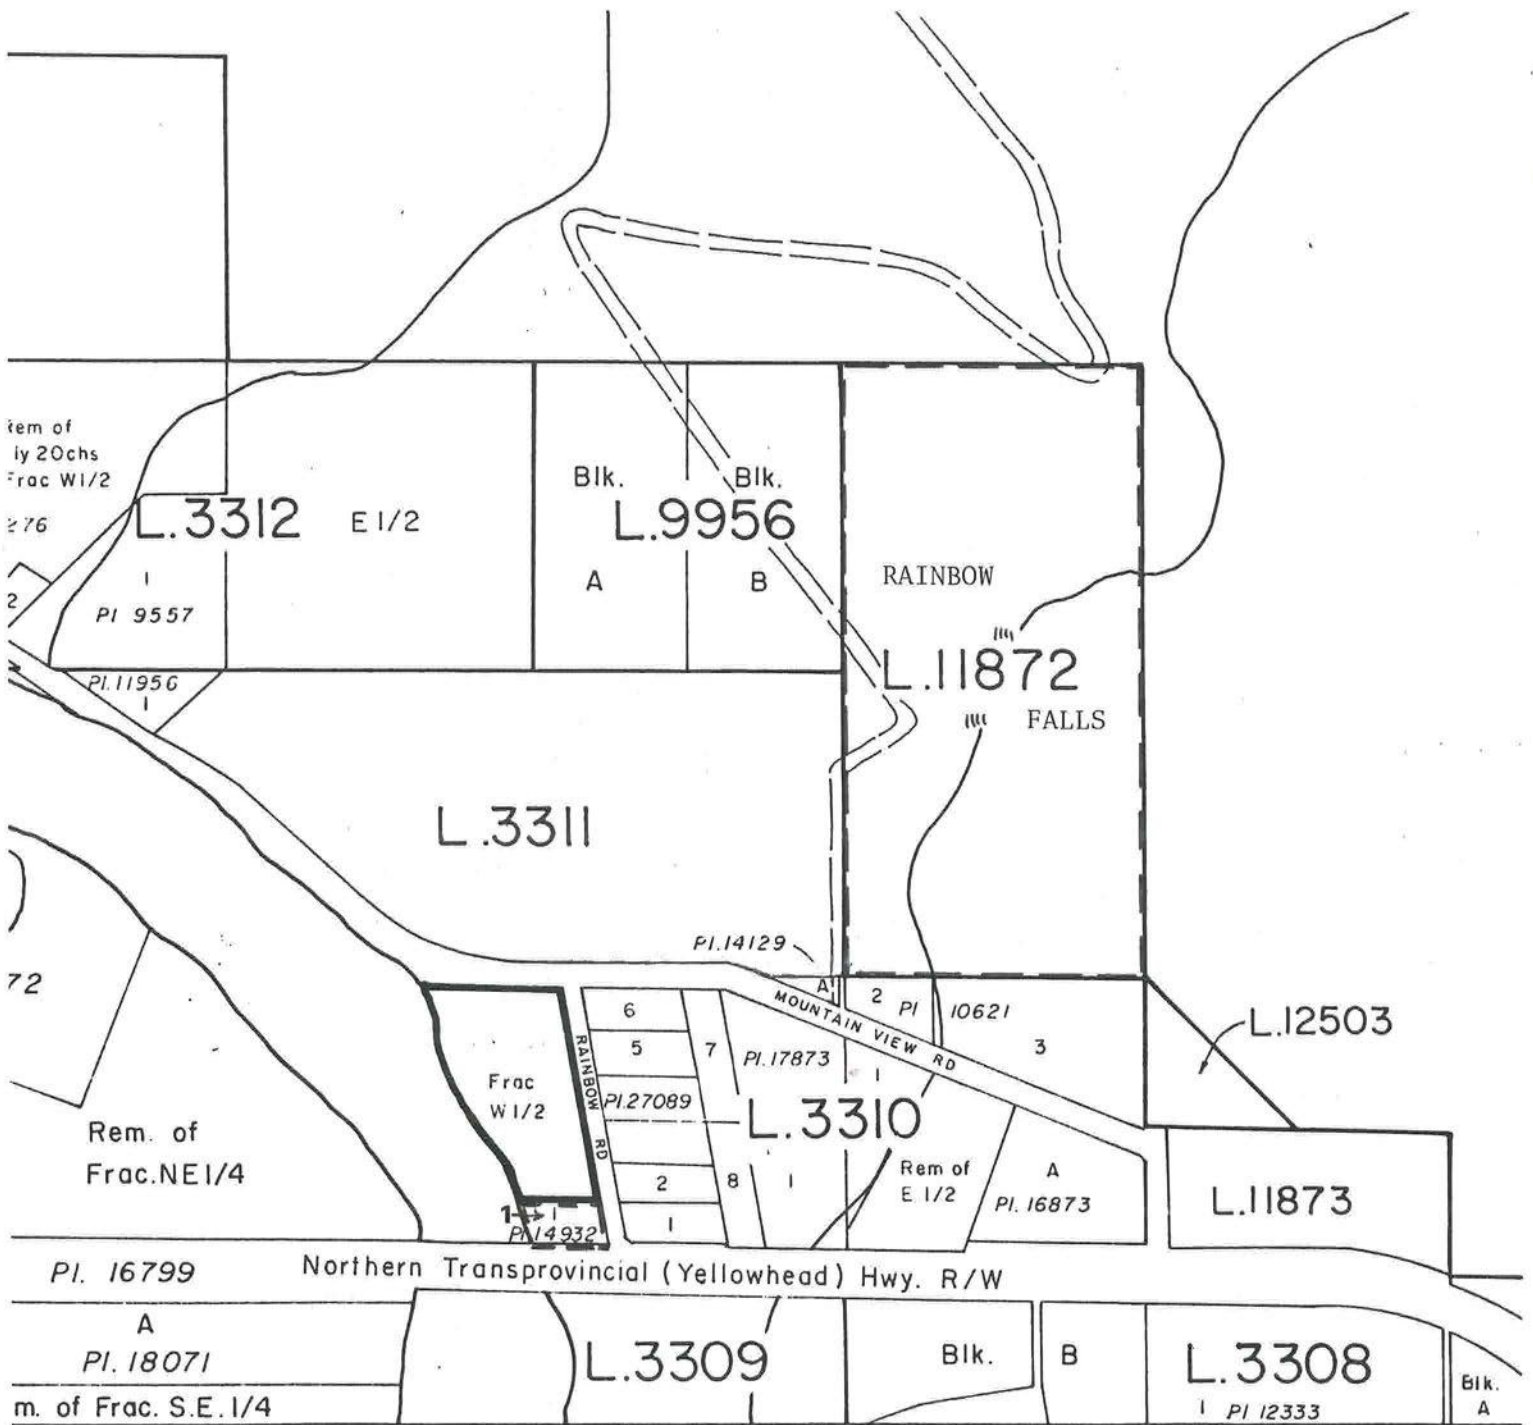 Rem of
ly 20chs
Frac W1/2
276
L.3312
E 1/2
Blk.
Blk.
L.9956
A
B
RAINBOW
1
Pl 9557
2
L.11872
FALLS
Pl.11956
1
L.3311
Pl.14129
72
A
2
Pl 10621
MOUNTAIN VIEW RD
3
L.12503
6
5
7
Pl.17873
1
RAINBOW RD
Frac
W1/2
Pl.27089
L.3310
Rem. of
Frac.NE1/4
2
8
1
Rem of
E 1/2
A
Pl. 16873
L.11873
1
1
1
Pl.14932
Pl. 16799
Northern Transprovincial (Yellowhead) Hwy. R/W
A
Pl. 18071
L.3309
Blk.
B
L.3308
Blk.
A
m. of Frac. S.E.1/4
1 Pl 12333